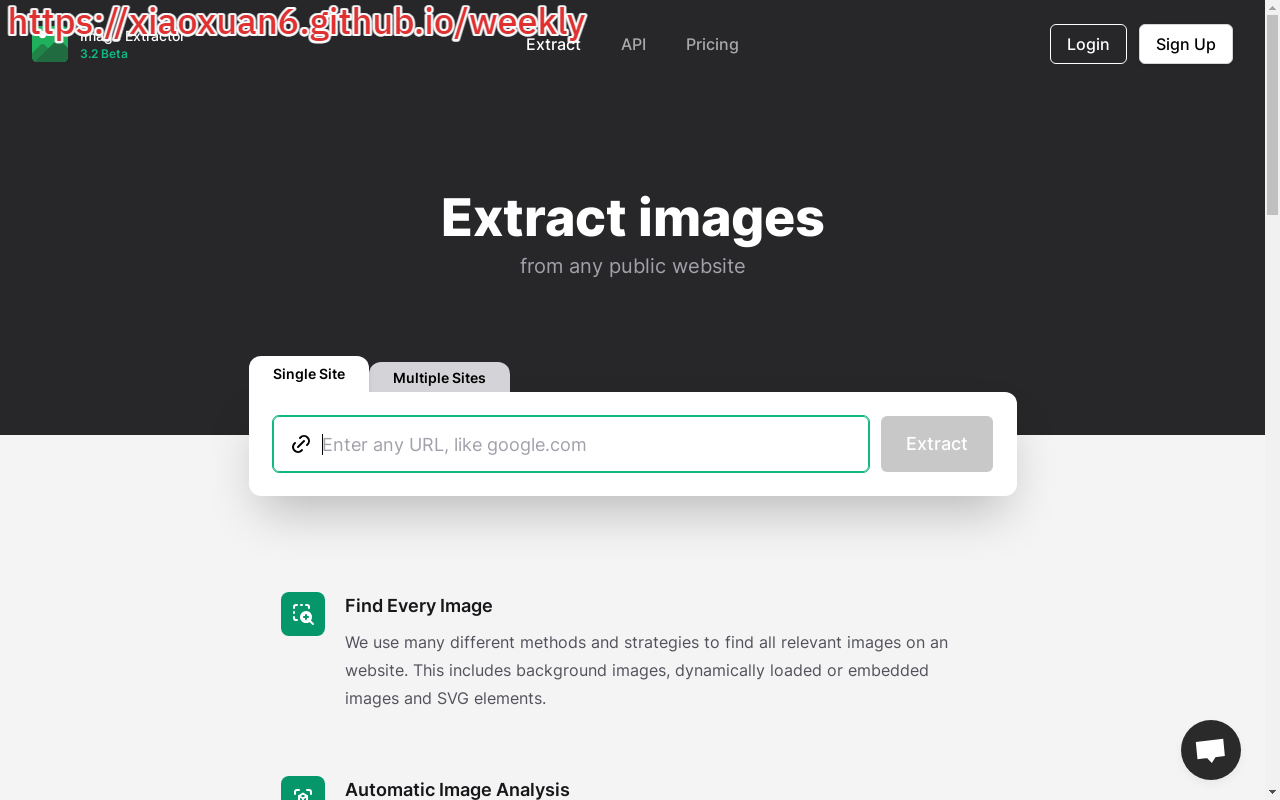 https://xiaoxuan6.github.io/weekly
Image Extractor
3.2 Beta
Extract
API
Pricing
Login
Sign Up
Extract images
from any public website
Single Site
Multiple Sites
Enter any URL, like google.com
Extract
Find Every Image
We use many different methods and strategies to find all relevant images on an
website. This includes background images, dynamically loaded or embedded
images and SVG elements.
Automatic Image Analysis